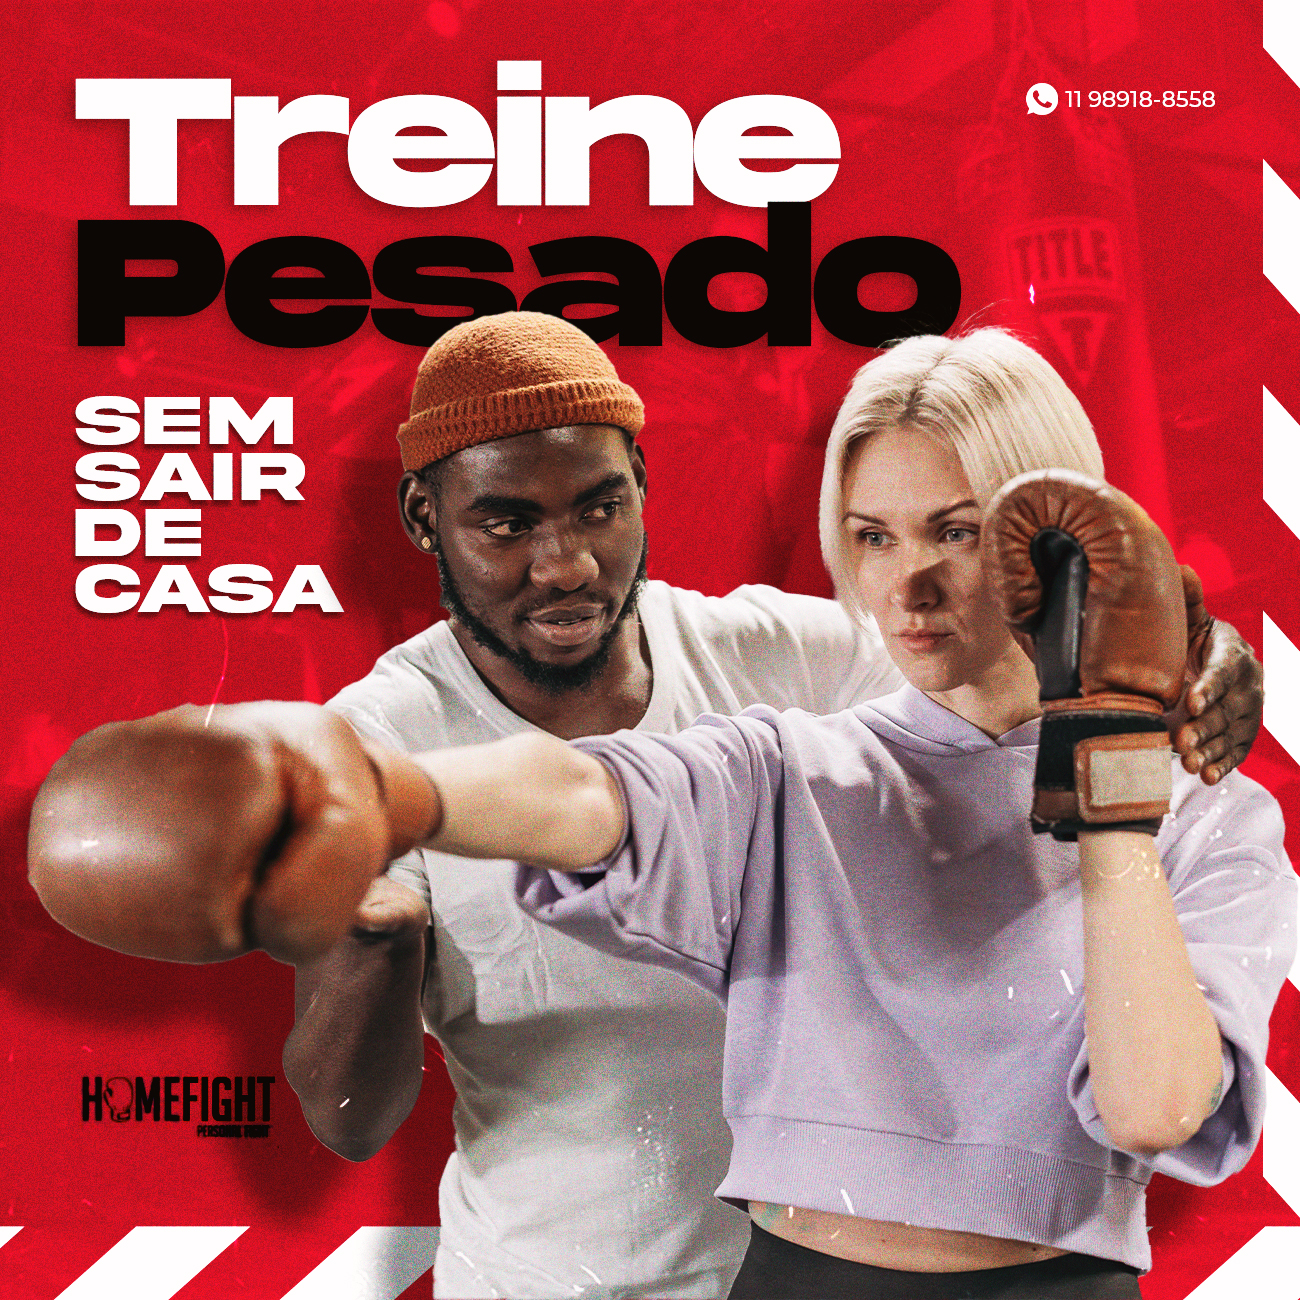 Treine
11 98918-8558
Pesado
TITLE
T
SEM
SAIR
DE
CASA
HOMEFIGHT